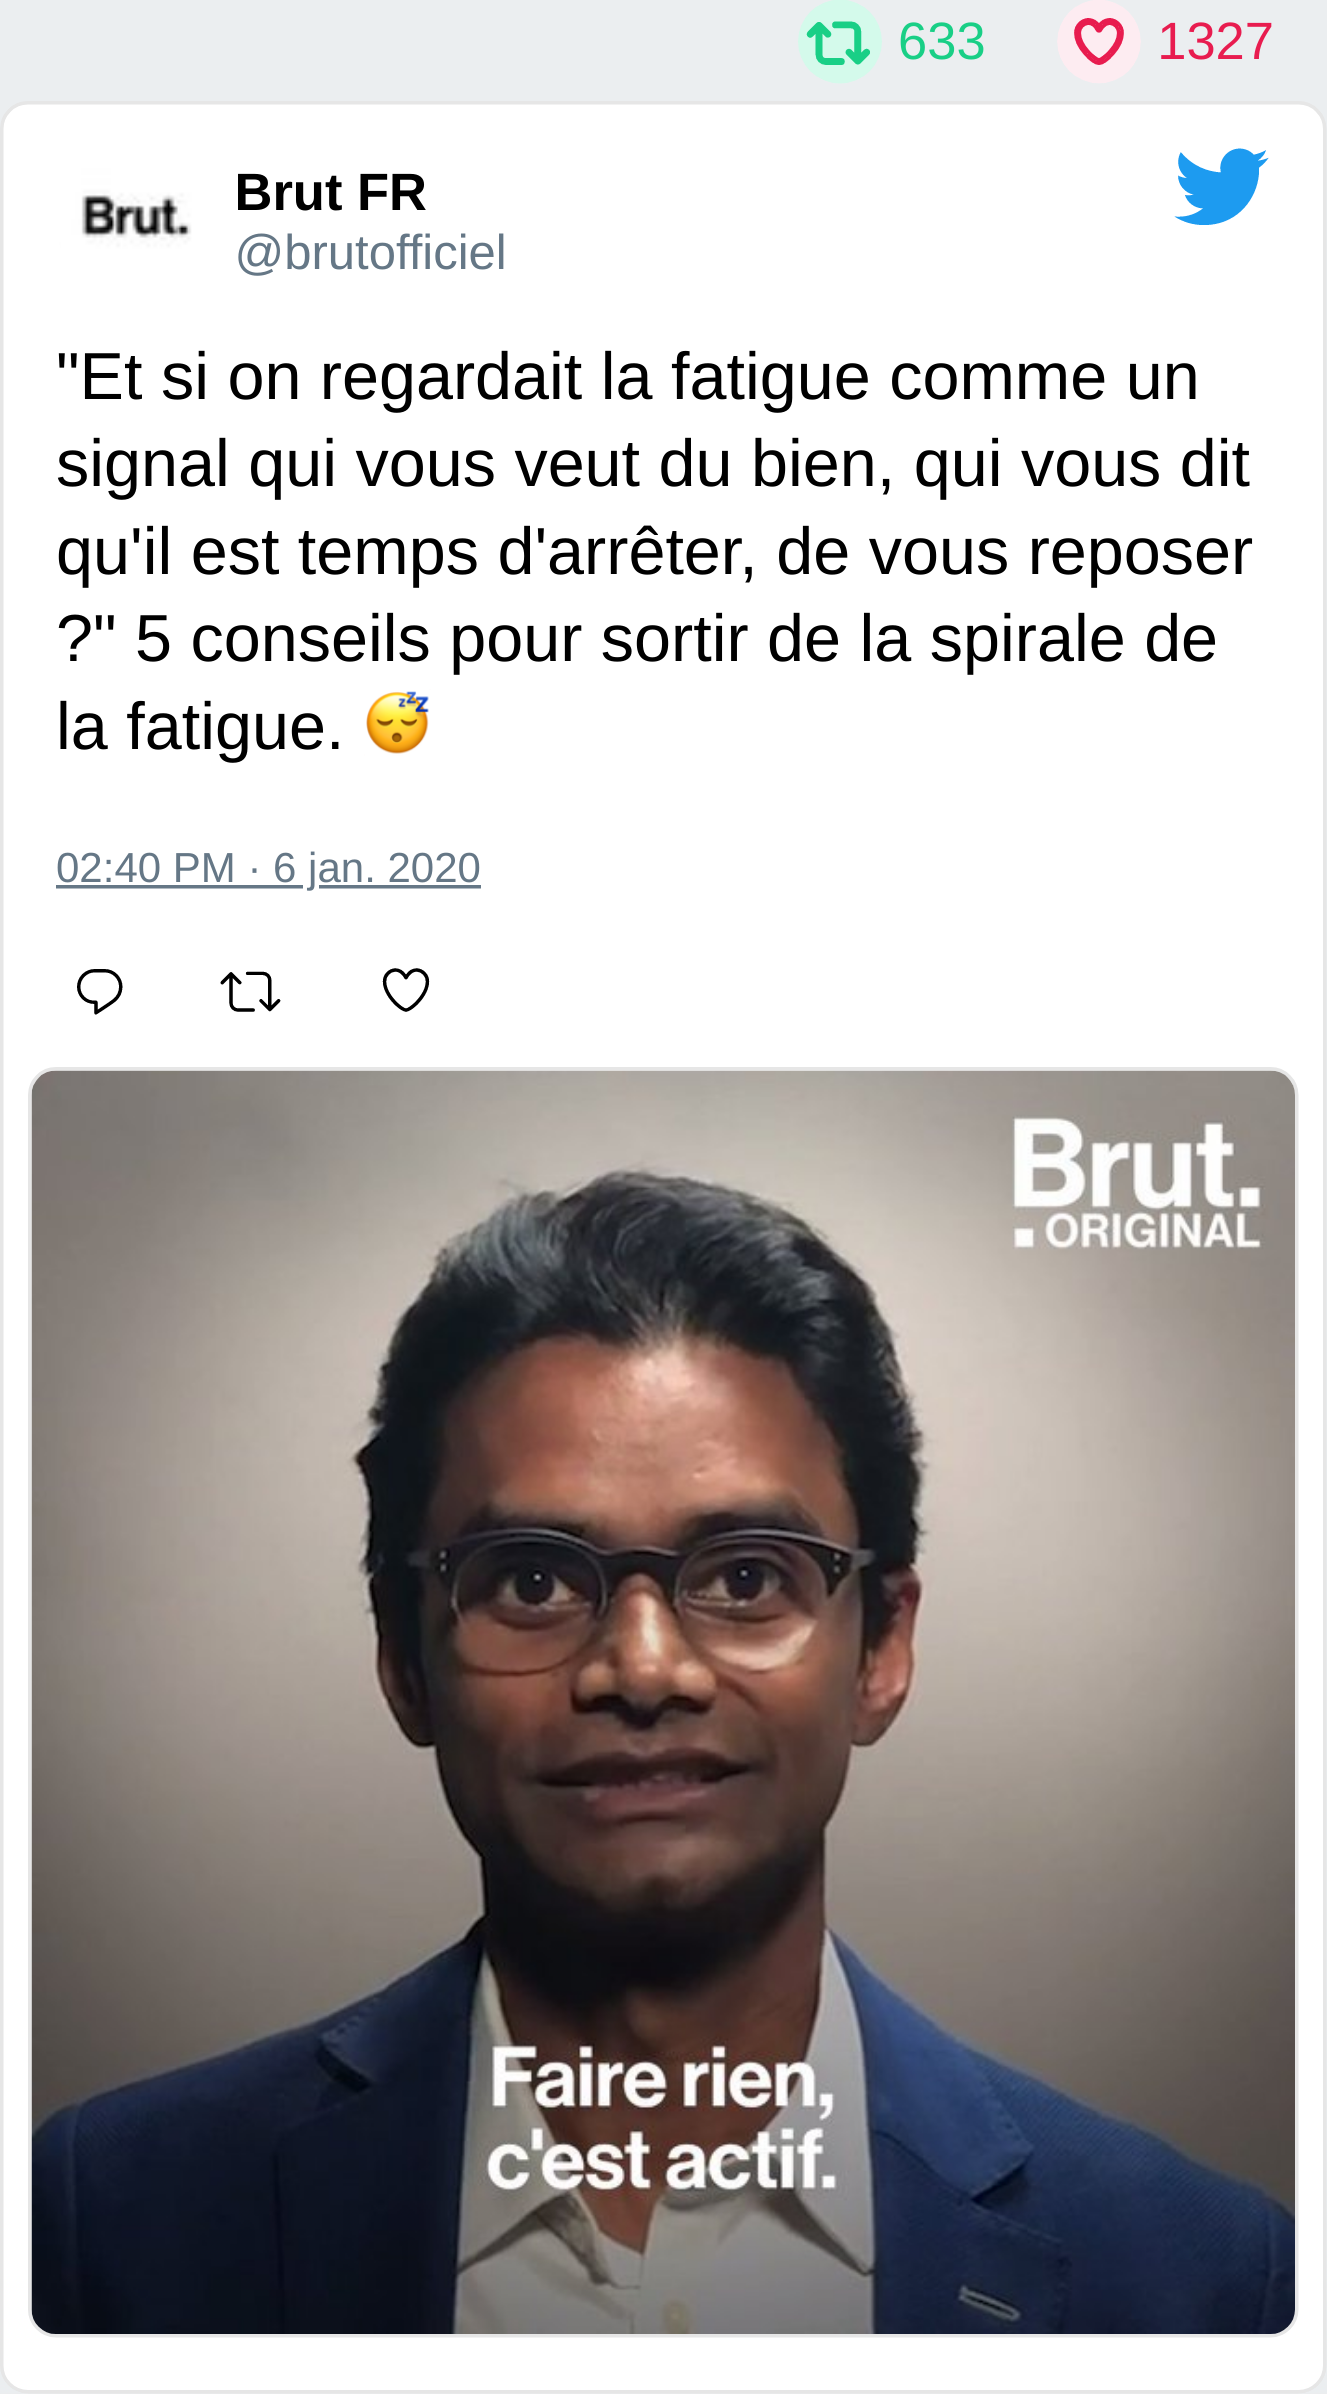 633 1327
Brut.
Brut FR
@brutofficiel
"Et si on regardait la fatigue comme un
signal qui vous veut du bien, qui vous dit
qu'il est temps d'arrêter, de vous reposer
?" 5 conseils pour sortir de la spirale de
la fatigue. 😴
02:40 PM · 6 jan. 2020
Brut.
ORIGINAL
Faire rien,
c'est actif.